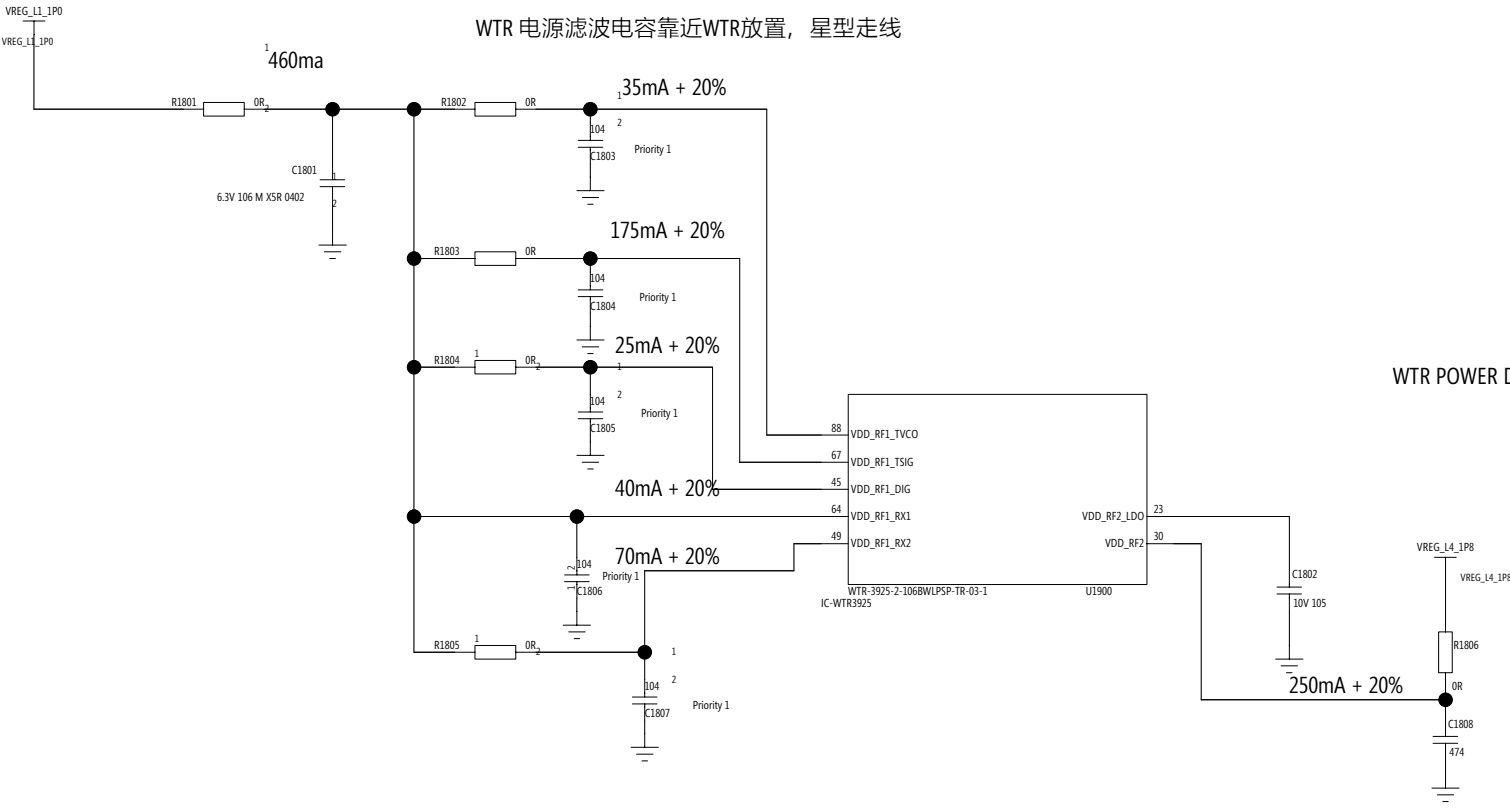 VREG_L1_1P0
VREG_L1_1P0
WTR 电源滤波电容靠近WTR放置，星型走线
1
460ma
R1801
0R
2
R1802
0R
1
35mA + 20%
104
2
C1803
Priority 1
C1801
1
6.3V 106 M X5R 0402
2
175mA + 20%
R1803
0R
104
C1804
Priority 1
25mA + 20%
R1804
1
0R
2
1
104
2
C1805
Priority 1
WTR POWER D
88
VDD_RF1_TVCO
67
VDD_RF1_TSIG
45
VDD_RF1_DIG
40mA + 20%
64
VDD_RF1_RX1
49
VDD_RF1_RX2
VDD_RF2_LDO
23
VDD_RF2
30
70mA + 20%
2
104
1
C1806
Priority 1
WTR-3925-2-106BWLPSP-TR-03-1
U1900
IC-WTR3925
C1802
10V 105
VREG_L4_1P8
VREG_L4_1P8
R1805
1
0R
2
1
104
2
C1807
Priority 1
R1806
0R
250mA + 20%
C1808
474